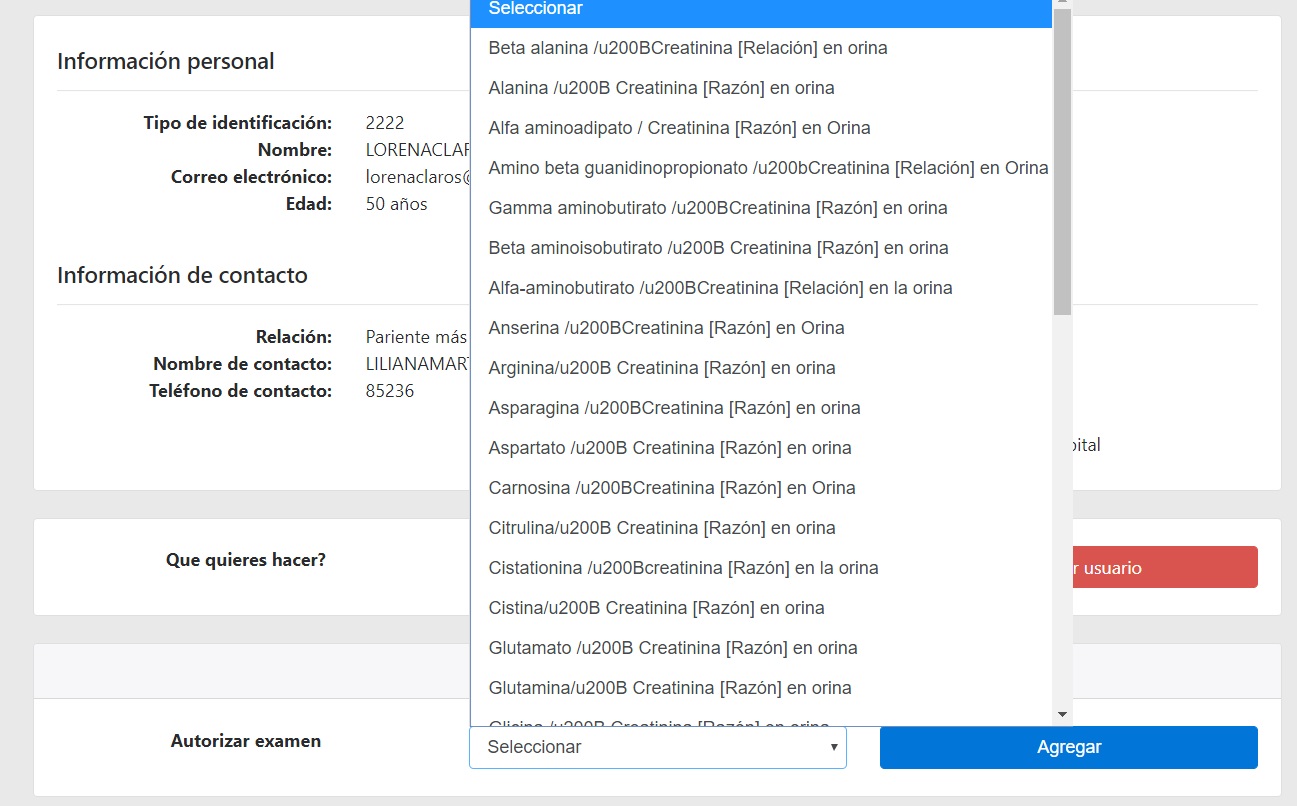 Seleccionar
Beta alanina /u200BCreatinina [Relación] en orina
Alanina /u200B Creatinina [Razón] en orina
Alfa aminoadipato / Creatinina [Razón] en Orina
Amino beta guanidinopropionato /u200bCreatinina [Relación] en Orina
Gamma aminobutirato /u200BCreatinina [Razón] en orina
Beta aminoisobutirato /u200B Creatinina [Razón] en orina
Alfa-aminobutirato /u200BCreatinina [Relación] en la orina
Anserina /u200BCreatinina [Razón] en Orina
Arginina/u200B Creatinina [Razón] en orina
Asparagina /u200BCreatinina [Razón] en orina
Aspartato /u200B Creatinina [Razón] en orina
Carnosina /u200BCreatinina [Razón] en Orina
Citrulina/u200B Creatinina [Razón] en orina
Cistationina /u200Bcreatinina [Razón] en la orina
Cistina/u200B Creatinina [Razón] en orina
Glutamato /u200B Creatinina [Razón] en orina
Glutamina/u200B Creatinina [Razón] en orina
Glicina /u200B Creatinina [Razón] en orina
Información personal
Tipo de identificación: 2222
Nombre: LORENACLAR
Correo electrónico: lorenaclaros@
Edad: 50 años
Información de contacto
Relación: Pariente más
Nombre de contacto: LILIANAMAR
Teléfono de contacto: 85236
pital
Que quieres hacer?
r usuario
Autorizar examen
Seleccionar
Agregar